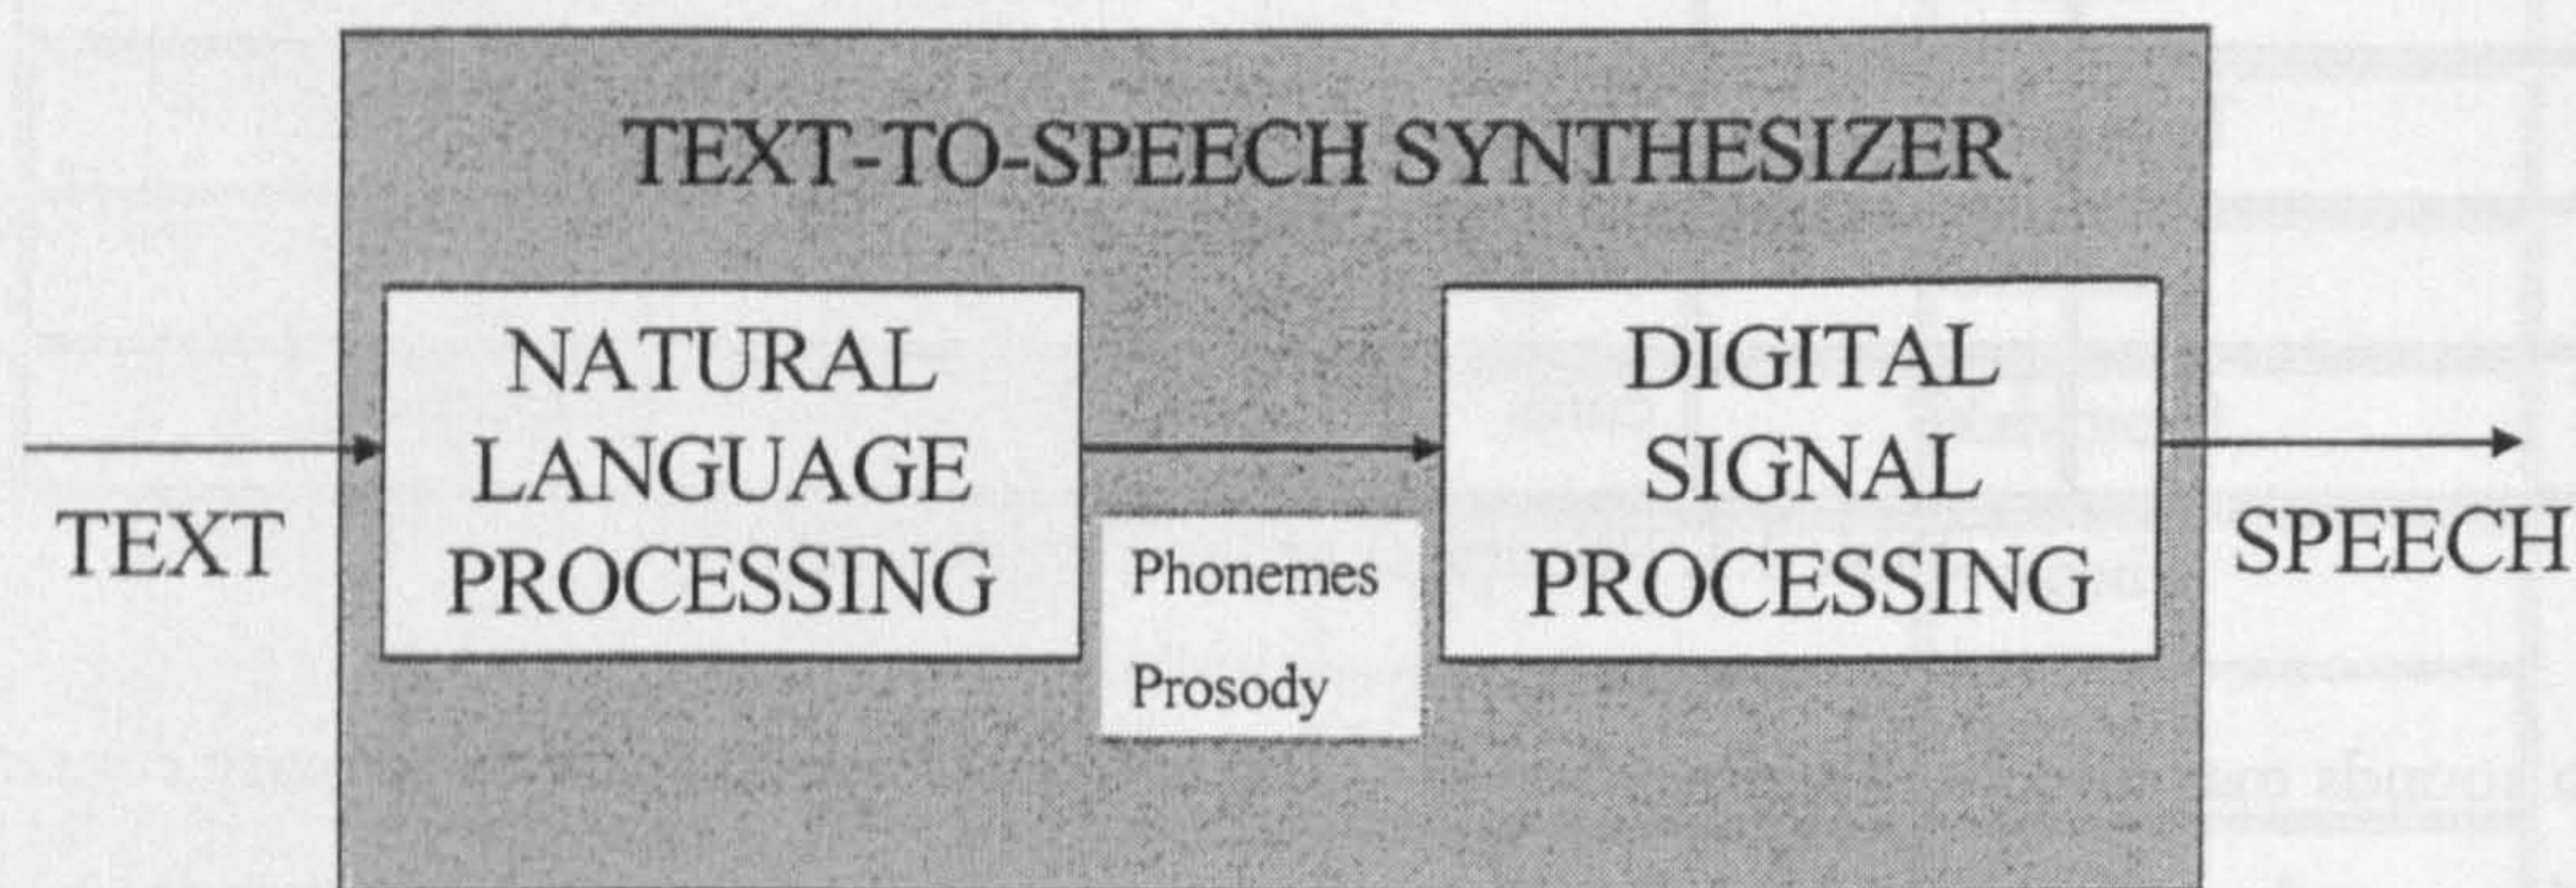 TEXT-TO-SPEECH SYNTHESIZER
TEXT
NATURAL
LANGUAGE
PROCESSING
Phonemes
Prosody
DIGITAL
SIGNAL
PROCESSING
SPEECH